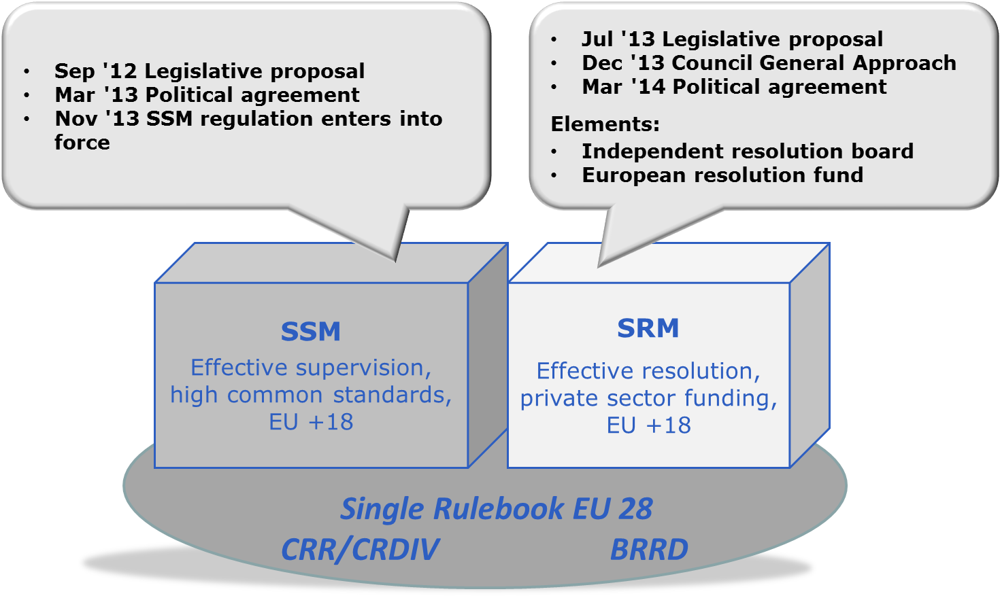 • Sep '12 Legislative proposal
• Mar '13 Political agreement
• Nov '13 SSM regulation enters into
force
• Jul '13 Legislative proposal
• Dec '13 Council General Approach
• Mar '14 Political agreement
Elements:
• Independent resolution board
• European resolution fund
SSM
Effective supervision,
high common standards,
EU +18
SRM
Effective resolution,
private sector funding,
EU +18
Single Rulebook EU 28
CRR/CRDIV BRRD